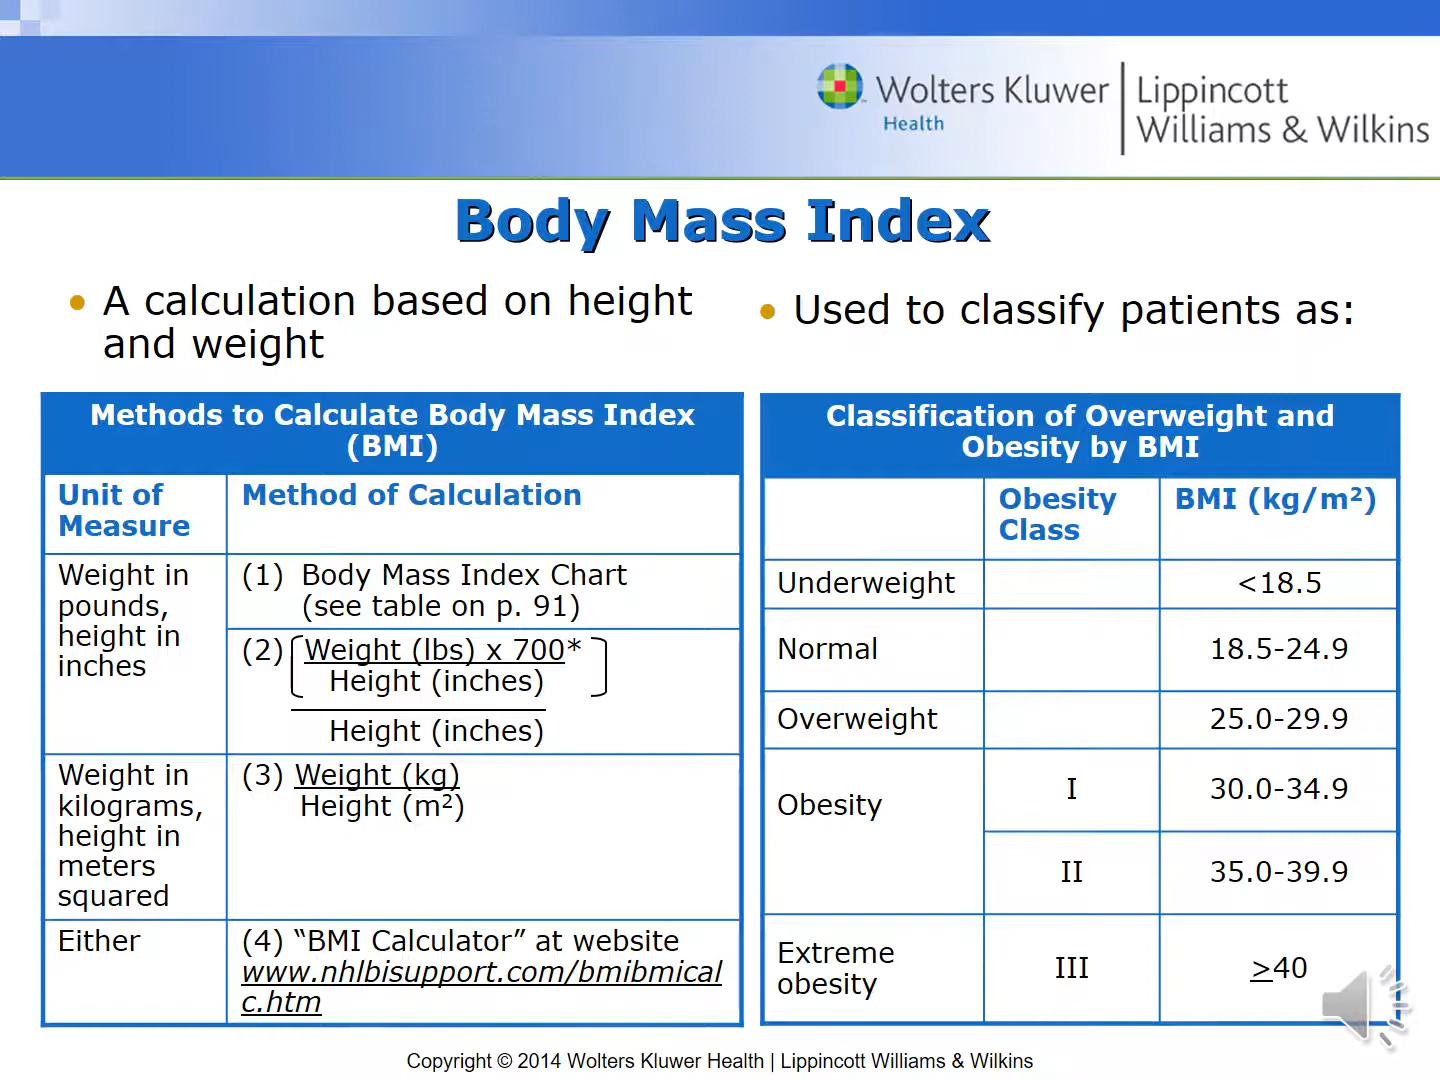 Wolters Kluwer
Health
Lippincott
Williams & Wilkins
Body Mass Index
• A calculation based on height
and weight
• Used to classify patients as:
Methods to Calculate Body Mass Index
(BMI)
Unit of
Measure
Method of Calculation
Weight in
pounds,
height in
inches
(1) Body Mass Index Chart
(see table on p. 91)
(2) Weight (lbs) x 700*
Height (inches)
Height (inches)
Weight in
kilograms,
height in
meters
squared
(3) Weight (kg)
Height (m²)
Either
(4) “BMI Calculator” at website
www.nhlbisupport.com/bmibmical
c.htm
Classification of Overweight and
Obesity by BMI
Obesity
Class
BMI (kg/m²)
Underweight <18.5
Normal 18.5-24.9
Overweight 25.0-29.9
Obesity I 30.0-34.9
II 35.0-39.9
Extreme
obesity
III ≥40
Copyright © 2014 Wolters Kluwer Health | Lippincott Williams & Wilkins